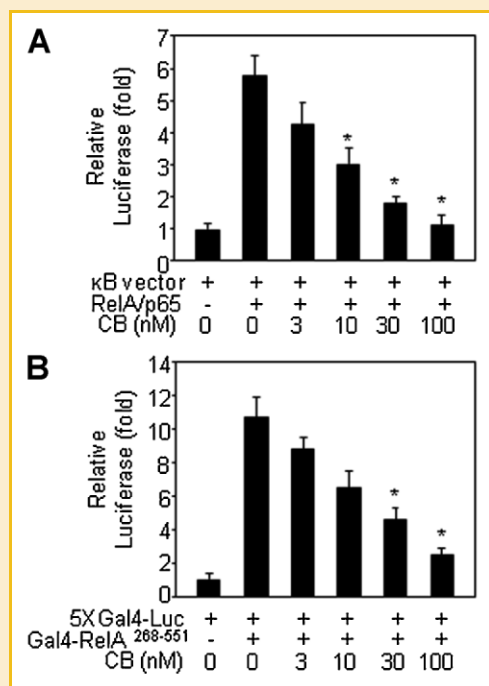 A
Relative
Luciferase (fold)
7
6
5
4
3
2
1
0
* * *
κB vector + + + + + +
RelA/p65 - + + + + +
CB (nM) 0 0 3 10 30 100
B
Relative
Luciferase (fold)
14
12
10
8
6
4
2
0
* *
5XGal4-Luc + + + + + +
Gal4-RelA 268-551 - + + + + +
CB (nM) 0 0 3 10 30 100